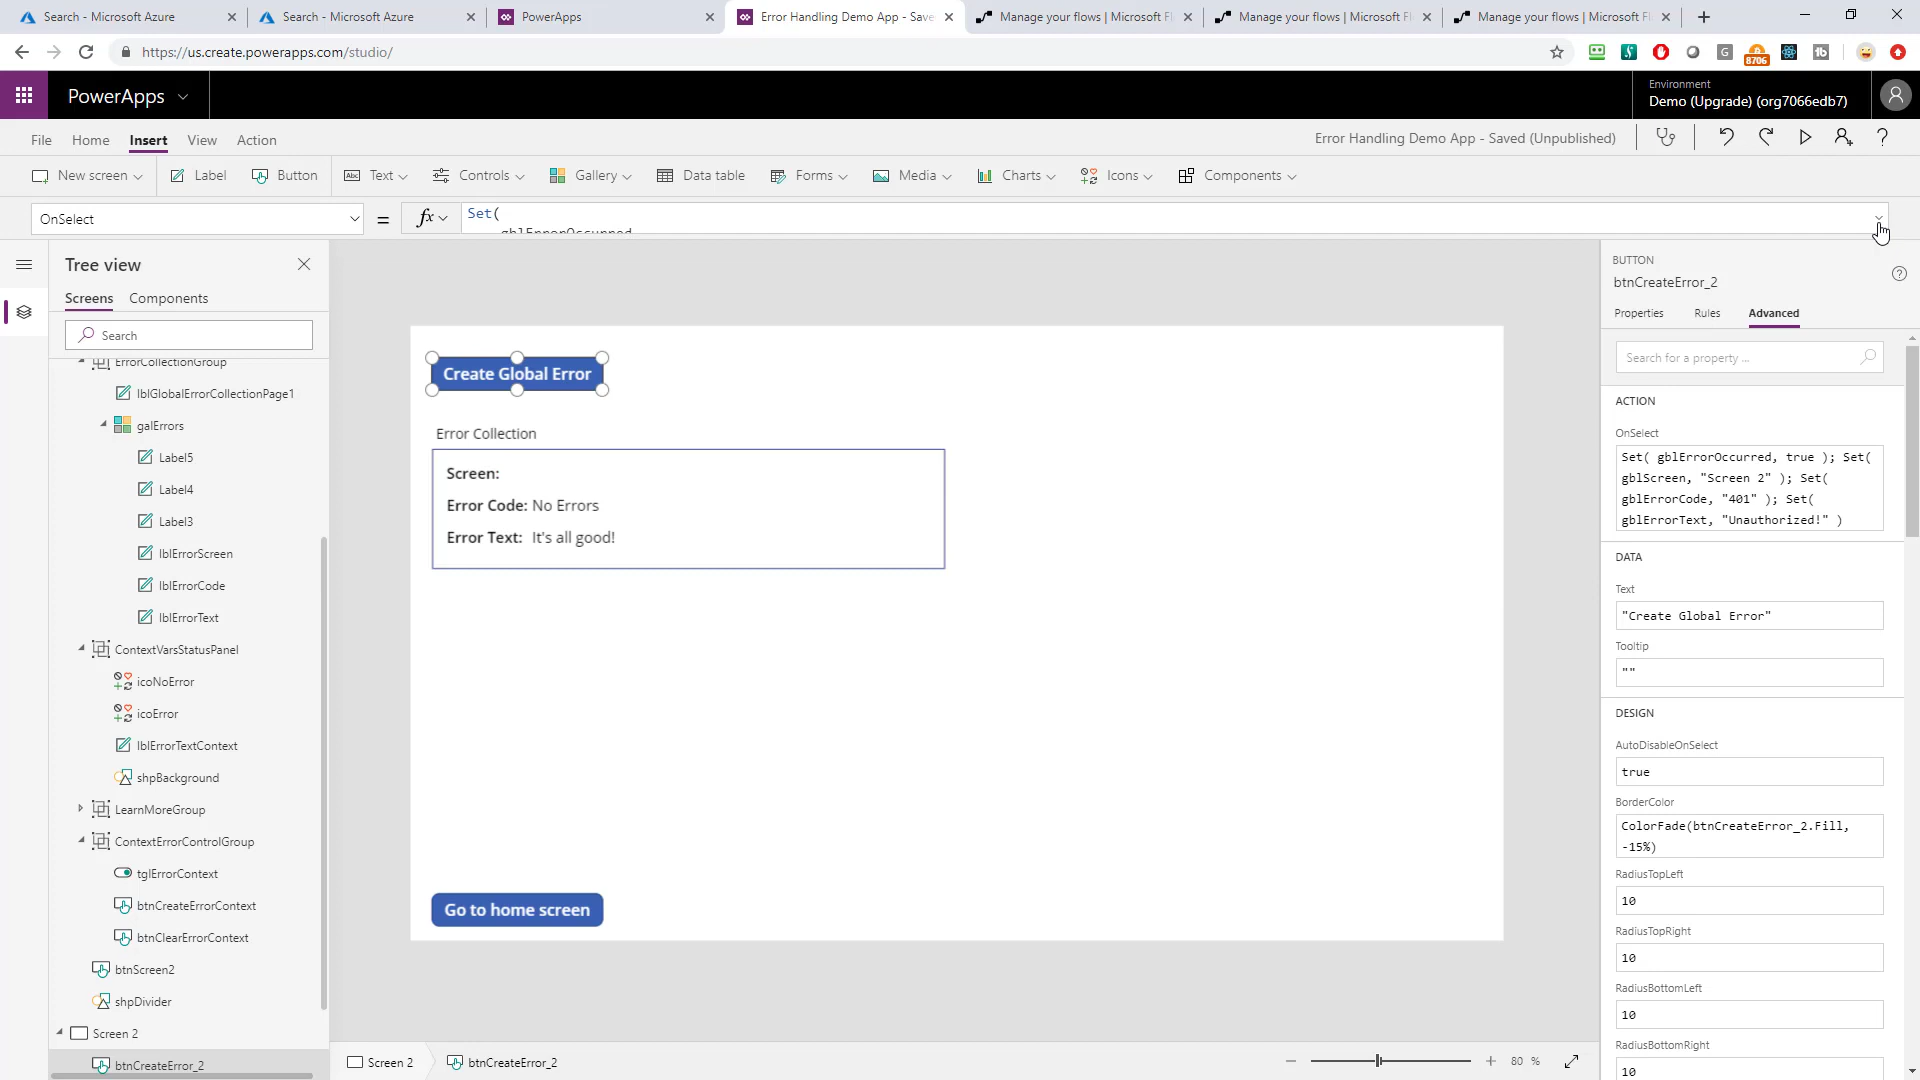 Search - Microsoft Azure
Search - Microsoft Azure
PowerApps
Error Handling Demo App - Save
Manage your flows | Microsoft Fl
Manage your flows | Microsoft Fl
Manage your flows | Microsoft Fl
https://us.create.powerapps.com/studio/
8706
PowerApps
Environment
Demo (Upgrade) (org7066edb7)
File
Home
Insert
View
Action
Error Handling Demo App - Saved (Unpublished)
New screen
Label
Button
Text
Controls
Gallery
Data table
Forms
Media
Charts
Icons
Components
OnSelect
=
fx
Set(
gblErrorOccurred
Tree view
Screens
Components
Search
ErrorCollectionGroup
lblGlobalErrorCollectionPage1
galErrors
Label5
Label4
Label3
lblErrorScreen
lblErrorCode
lblErrorText
ContextVarsStatusPanel
icoNoError
icoError
lblErrorTextContext
shpBackground
LearnMoreGroup
ContextErrorControlGroup
tglErrorContext
btnCreateErrorContext
btnClearErrorContext
btnScreen2
shpDivider
Screen 2
btnCreateError_2
Create Global Error
Error Collection
Screen:
Error Code: No Errors
Error Text: It's all good!
Go to home screen
Screen 2
btnCreateError_2
80 %
BUTTON
btnCreateError_2
Properties
Rules
Advanced
Search for a property ...
ACTION
OnSelect
Set( gblErrorOccurred, true ); Set(
gblScreen, "Screen 2" ); Set(
gblErrorCode, "401" ); Set(
gblErrorText, "Unauthorized!" )
DATA
Text
"Create Global Error"
Tooltip
""
DESIGN
AutoDisableOnSelect
true
BorderColor
ColorFade(btnCreateError_2.Fill,
-15%)
RadiusTopLeft
10
RadiusTopRight
10
RadiusBottomLeft
10
RadiusBottomRight
10